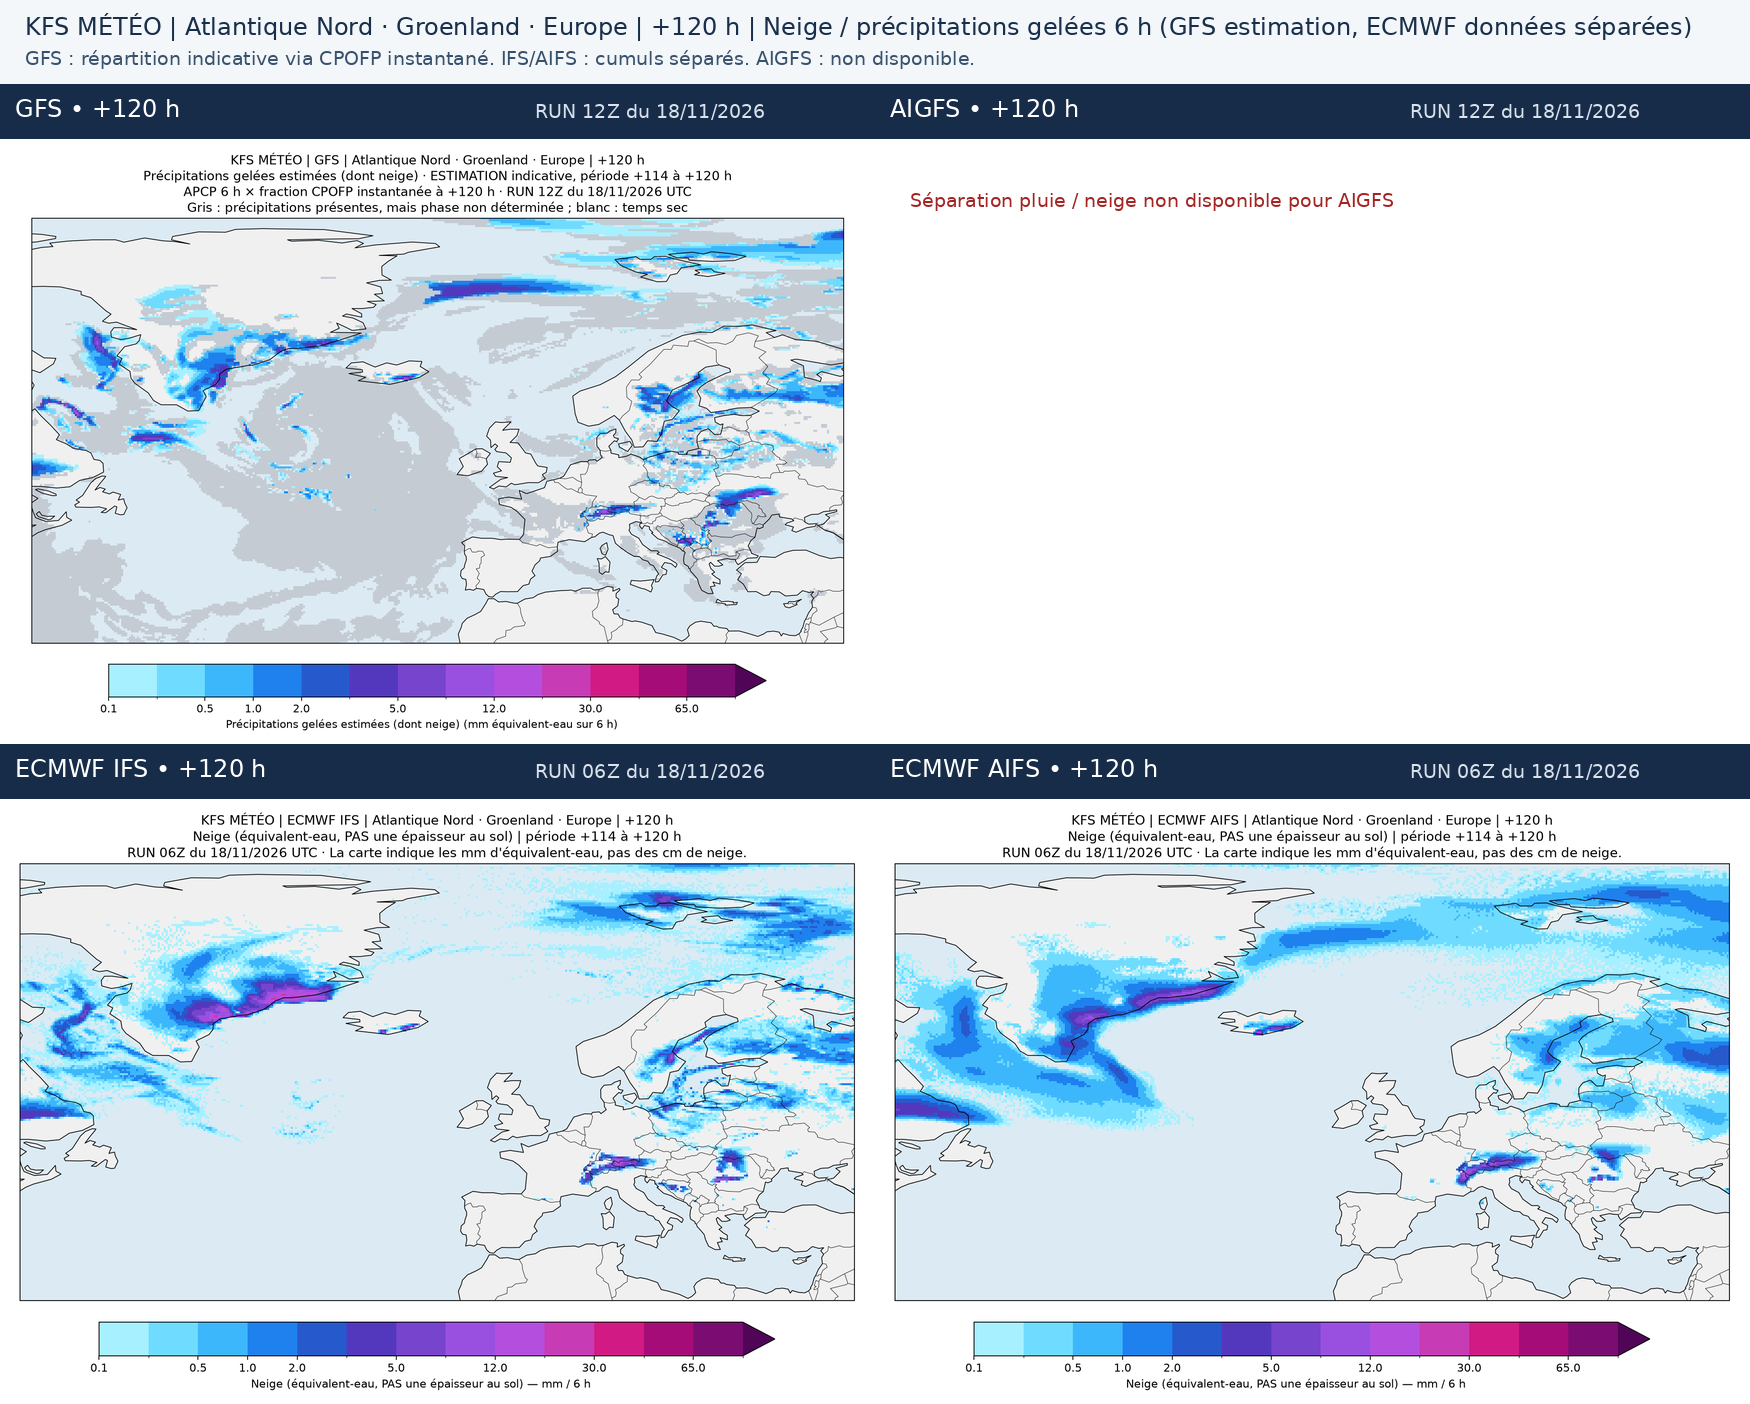 KFS MÉTÉO | Atlantique Nord · Groenland · Europe | +120 h | Neige / précipitations gelées 6 h (GFS estimation, ECMWF données séparées)
GFS : répartition indicative via CPOFP instantané. IFS/AIFS : cumuls séparés. AIGFS : non disponible.
GFS • +120 h
RUN 12Z du 18/11/2026
AIGFS • +120 h
RUN 12Z du 18/11/2026
KFS MÉTÉO | GFS | Atlantique Nord · Groenland · Europe | +120 h
Précipitations gelées estimées (dont neige) · ESTIMATION indicative, période +114 à +120 h
APCP 6 h × fraction CPOFP instantanée à +120 h · RUN 12Z du 18/11/2026 UTC
Gris : précipitations présentes, mais phase non déterminée ; blanc : temps sec
Séparation pluie / neige non disponible pour AIGFS
0.1 0.5 1.0 2.0 5.0 12.0 30.0 65.0
Précipitations gelées estimées (dont neige) (mm équivalent-eau sur 6 h)
ECMWF IFS • +120 h
RUN 06Z du 18/11/2026
ECMWF AIFS • +120 h
RUN 06Z du 18/11/2026
KFS MÉTÉO | ECMWF IFS | Atlantique Nord · Groenland · Europe | +120 h
Neige (équivalent-eau, PAS une épaisseur au sol) | période +114 à +120 h
RUN 06Z du 18/11/2026 UTC · La carte indique les mm d'équivalent-eau, pas des cm de neige.
KFS MÉTÉO | ECMWF AIFS | Atlantique Nord · Groenland · Europe | +120 h
Neige (équivalent-eau, PAS une épaisseur au sol) | période +114 à +120 h
RUN 06Z du 18/11/2026 UTC · La carte indique les mm d'équivalent-eau, pas des cm de neige.
0.1 0.5 1.0 2.0 5.0 12.0 30.0 65.0
Neige (équivalent-eau, PAS une épaisseur au sol) — mm / 6 h
0.1 0.5 1.0 2.0 5.0 12.0 30.0 65.0
Neige (équivalent-eau, PAS une épaisseur au sol) — mm / 6 h